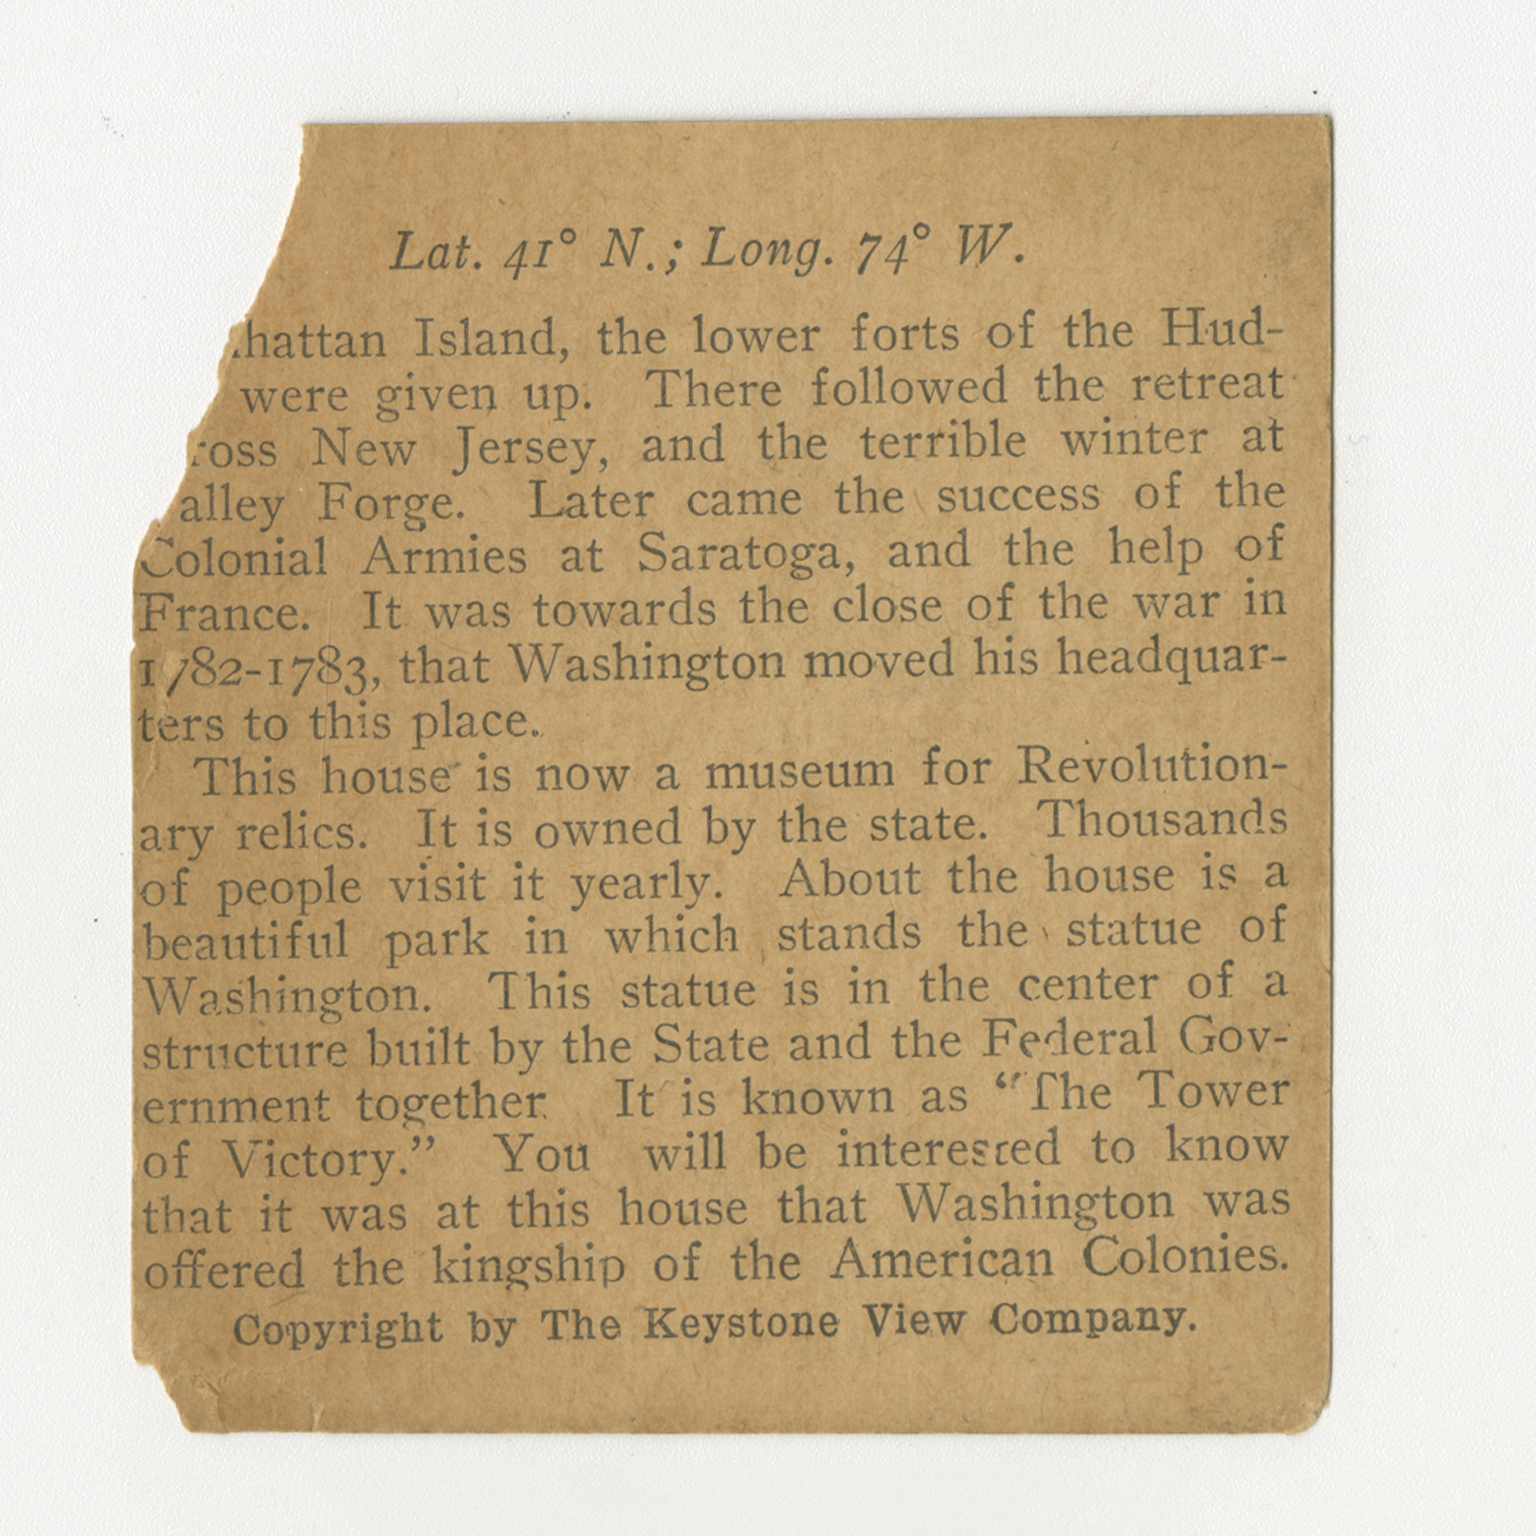 Lat. 41° N.; Long. 74° W.
hattan Island, the lower forts of the Hud-
were given up. There followed the retreat
ross New Jersey, and the terrible winter at
alley Forge. Later came the success of the
Colonial Armies at Saratoga, and the help of
France. It was towards the close of the war in
1782-1783, that Washington moved his headquar-
ters to this place.
This house is now a museum for Revolution-
ary relics. It is owned by the state. Thousands
of people visit it yearly. About the house is a
beautiful park in which stands the statue of
Washington. This statue is in the center of a
structure built by the State and the Federal Gov-
ernment together It is known as “The Tower
of Victory.” You will be interested to know
that it was at this house that Washington was
offered the kingship of the American Colonies.
Copyright by The Keystone View Company.